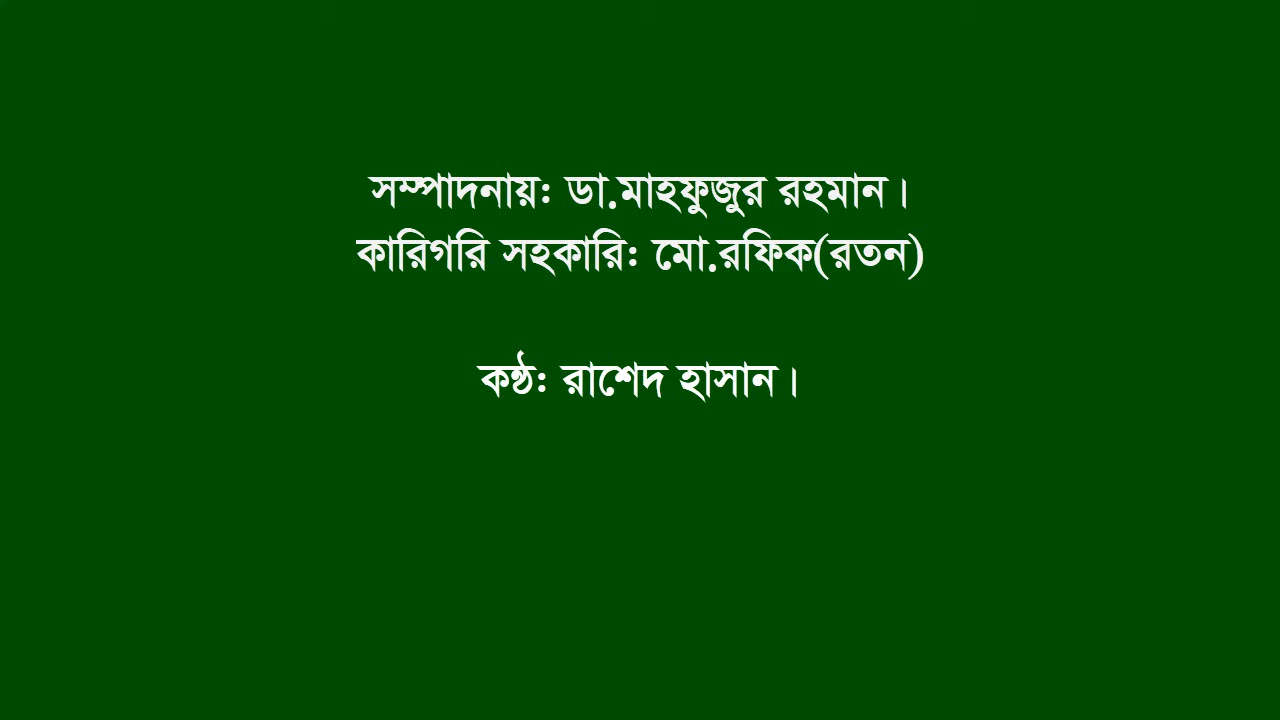 সম্পাদনায়ঃ ডা.মাহফুজুর রহমান।
কারিগরি সহকারিঃ মো.রফিক(রতন)
কন্ঠঃ রাশেদ হাসান।